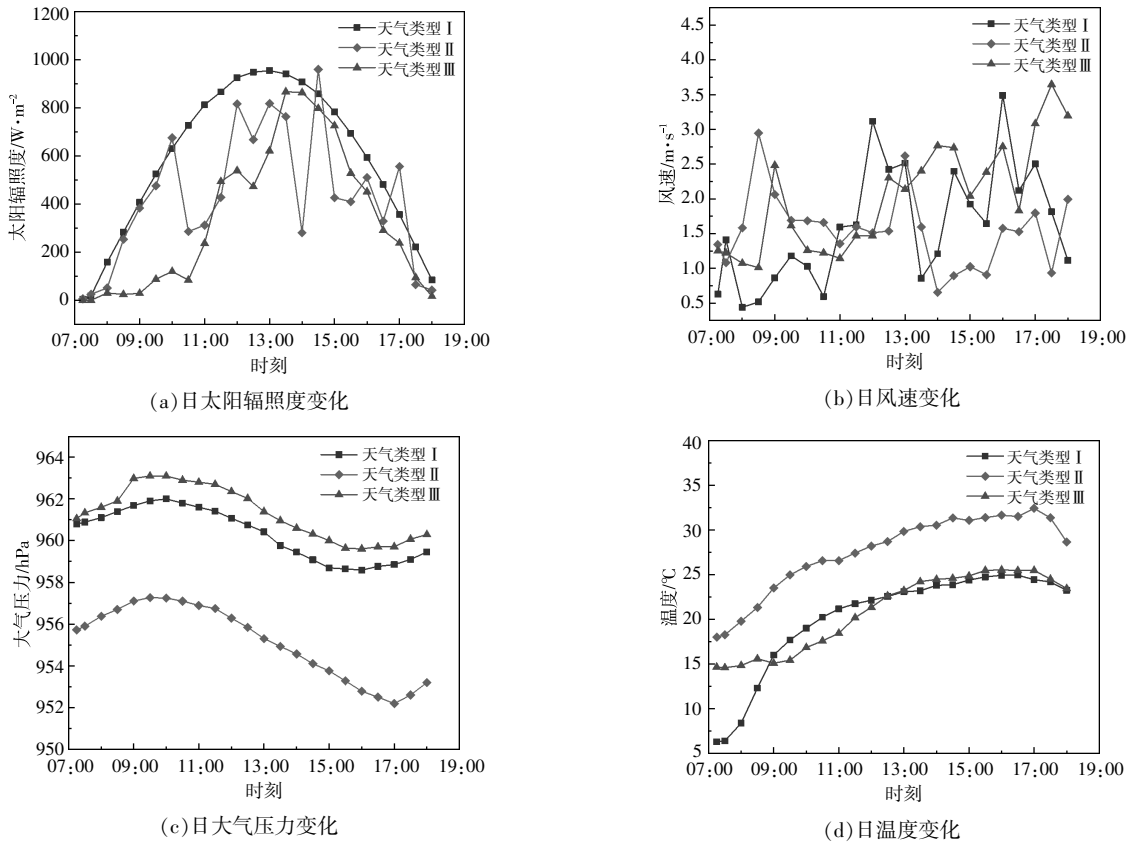 1200
1000
800
600
400
200
0
太阳辐照度/W·m⁻²
天气类型Ⅰ
天气类型Ⅱ
天气类型Ⅲ
07:00 09:00 11:00 13:00 15:00 17:00 19:00
时刻
(a)日太阳辐照度变化
4.5
4.0
3.5
3.0
2.5
2.0
1.5
1.0
0.5
风速/m·s⁻¹
天气类型Ⅰ
天气类型Ⅱ
天气类型Ⅲ
07:00 09:00 11:00 13:00 15:00 17:00 19:00
时刻
(b)日风速变化
964
962
960
958
956
954
952
950
大气压力/hPa
天气类型Ⅰ
天气类型Ⅱ
天气类型Ⅲ
07:00 09:00 11:00 13:00 15:00 17:00 19:00
时刻
(c)日大气压力变化
40
35
30
25
20
15
10
5
温度/℃
天气类型Ⅰ
天气类型Ⅱ
天气类型Ⅲ
07:00 09:00 11:00 13:00 15:00 17:00 19:00
时刻
(d)日温度变化